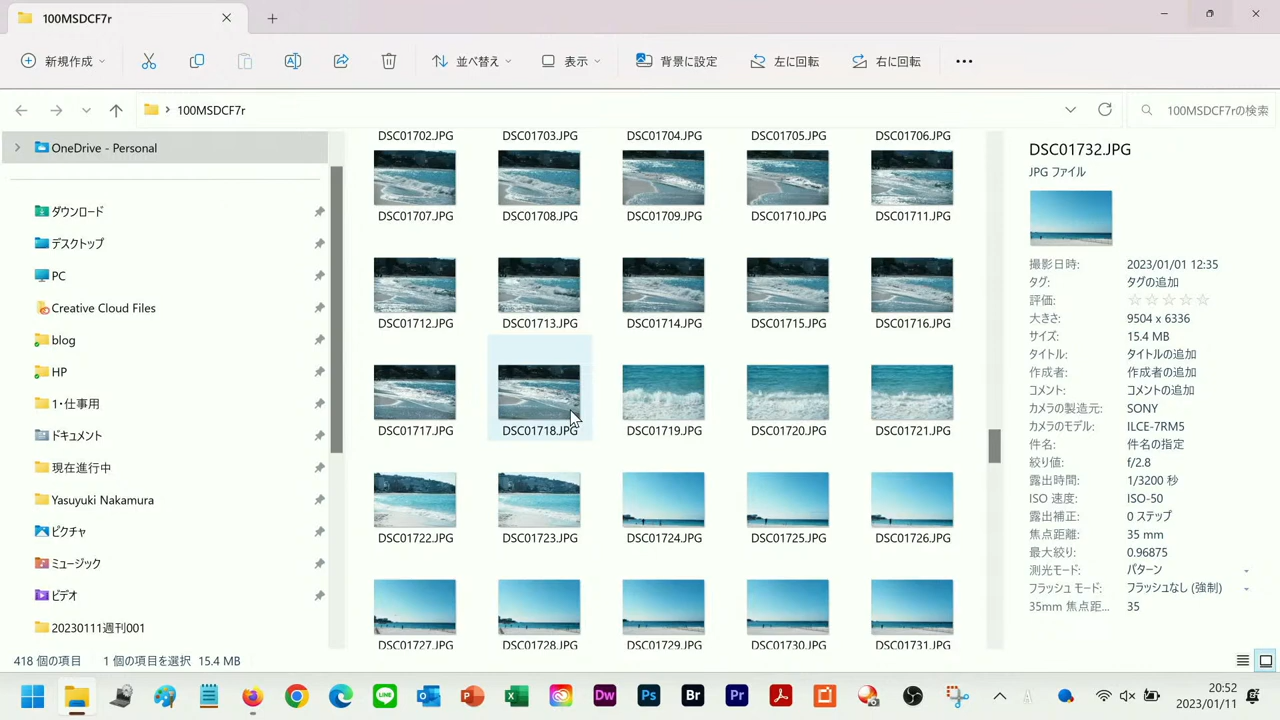 100MSDCF7r
新規作成
並べ替え
表示
背景に設定
左に回転
右に回転
100MSDCF7r
100MSDCF7rの検索
OneDrive - Personal
ダウンロード
デスクトップ
PC
Creative Cloud Files
blog
HP
1・仕事用
ドキュメント
現在進行中
Yasuyuki Nakamura
ピクチャ
ミュージック
ビデオ
20230111週刊001
DSC01702.JPG DSC01703.JPG DSC01704.JPG DSC01705.JPG DSC01706.JPG
DSC01707.JPG DSC01708.JPG DSC01709.JPG DSC01710.JPG DSC01711.JPG
DSC01712.JPG DSC01713.JPG DSC01714.JPG DSC01715.JPG DSC01716.JPG
DSC01717.JPG DSC01718.JPG DSC01719.JPG DSC01720.JPG DSC01721.JPG
DSC01722.JPG DSC01723.JPG DSC01724.JPG DSC01725.JPG DSC01726.JPG
DSC01727.JPG DSC01728.JPG DSC01729.JPG DSC01730.JPG DSC01731.JPG
DSC01732.JPG
JPG ファイル
撮影日時: 2023/01/01 12:35
タグ: タグの追加
評価:
大きさ: 9504 x 6336
サイズ: 15.4 MB
タイトル: タイトルの追加
作成者: 作成者の追加
コメント: コメントの追加
カメラの製造元: SONY
カメラのモデル: ILCE-7RM5
件名: 件名の指定
絞り値: f/2.8
露出時間: 1/3200 秒
ISO 速度: ISO-50
露出補正: 0 ステップ
焦点距離: 35 mm
最大絞り: 0.96875
測光モード: パターン
フラッシュ モード: フラッシュなし (強制)
35mm 焦点距... 35
418 個の項目 1 個の項目を選択 15.4 MB
LINE
Dw
Ps
Br
Pr
A
20:52
2023/01/11